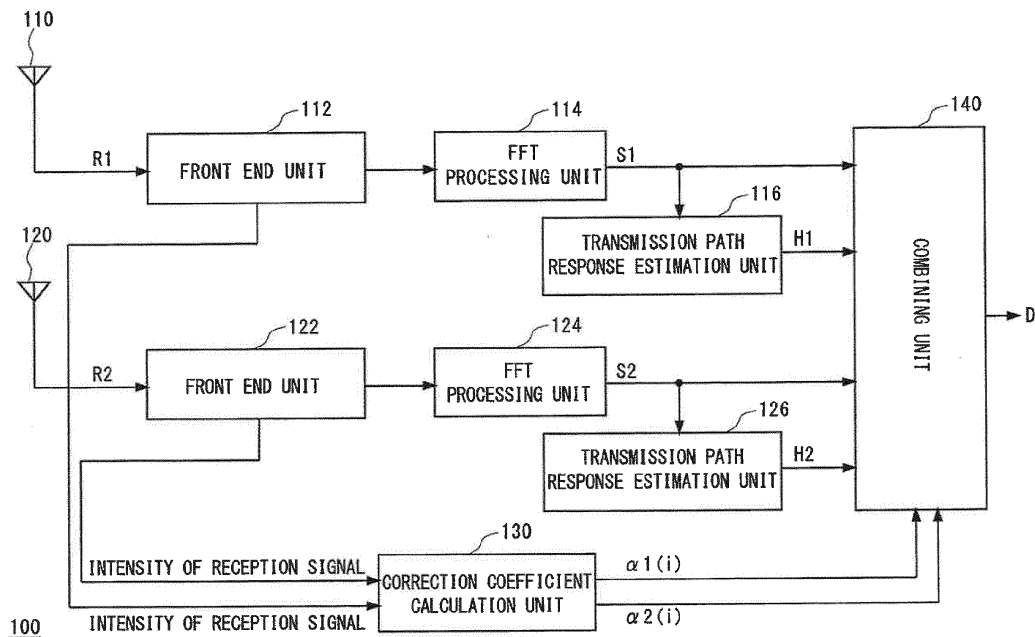 110
112
114
140
R1
FRONT END UNIT
FFT
PROCESSING UNIT
S1
116
TRANSMISSION PATH
RESPONSE ESTIMATION UNIT
H1
120
COMBINING UNIT
D
122
124
R2
FRONT END UNIT
FFT
PROCESSING UNIT
S2
126
TRANSMISSION PATH
RESPONSE ESTIMATION UNIT
H2
130
INTENSITY OF RECEPTION SIGNAL
CORRECTION COEFFICIENT
CALCULATION UNIT
α1(i)
α2(i)
INTENSITY OF RECEPTION SIGNAL
100